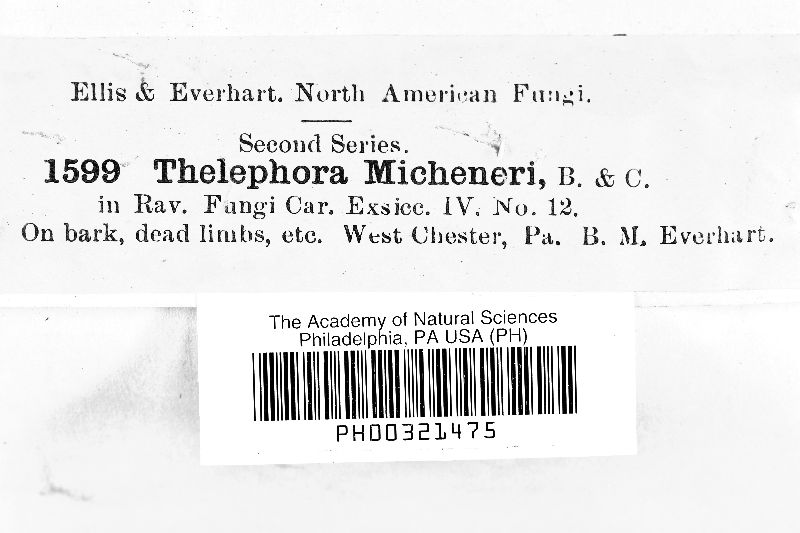 Ellis & Everhart. North American Fungi.
Second Series.
1599 Thelephora Micheneri, B. & C.
in Rav. Fungi Car. Exsicc. IV. No. 12.
On bark, dead limbs, etc. West Chester, Pa. B. M. Everhart.
The Academy of Natural Sciences
Philadelphia, PA USA (PH)
PH00321475